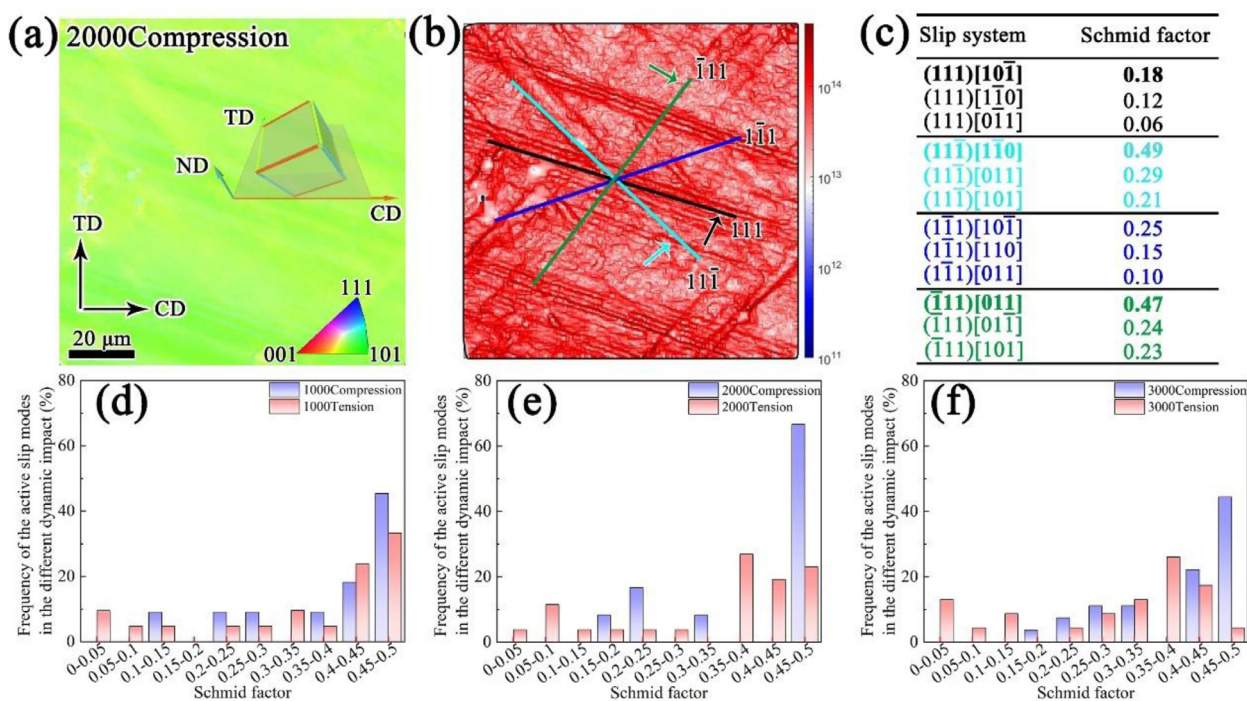 (a) 2000Compression
TD
ND
CD
TD
CD
20 μm
111
001
101
(b)
1̄11
11̄1
111
111̄
10¹⁴
10¹³
10¹²
10¹¹
(c) Slip system Schmid factor
(111)[101̄] 0.18
(111)[11̄0] 0.12
(111)[01̄1] 0.06
(111̄)[11̄0] 0.49
(111̄)[011] 0.29
(111̄)[101] 0.21
(11̄1)[101̄] 0.25
(11̄1)[110] 0.15
(11̄1)[011] 0.10
(1̄11)[011] 0.47
(1̄11)[011̄] 0.24
(1̄11)[101] 0.23
(d)
1000Compression
1000Tension
Frequency of the active slip modes
in the different dynamic impact (%)
80
60
40
20
0
0-0.05 0.05-0.1 0.1-0.15 0.15-0.2 0.2-0.25 0.25-0.3 0.3-0.35 0.35-0.4 0.4-0.45 0.45-0.5
Schmid factor
(e)
2000Compression
2000Tension
Frequency of the active slip modes
in the different dynamic impact (%)
80
60
40
20
0
0-0.05 0.05-0.1 0.1-0.15 0.15-0.2 0.2-0.25 0.25-0.3 0.3-0.35 0.35-0.4 0.4-0.45 0.45-0.5
Schmid factor
(f)
3000Compression
3000Tension
Frequency of the active slip modes
in the different dynamic impact (%)
80
60
40
20
0
0-0.05 0.05-0.1 0.1-0.15 0.15-0.2 0.2-0.25 0.25-0.3 0.3-0.35 0.35-0.4 0.4-0.45 0.45-0.5
Schmid factor